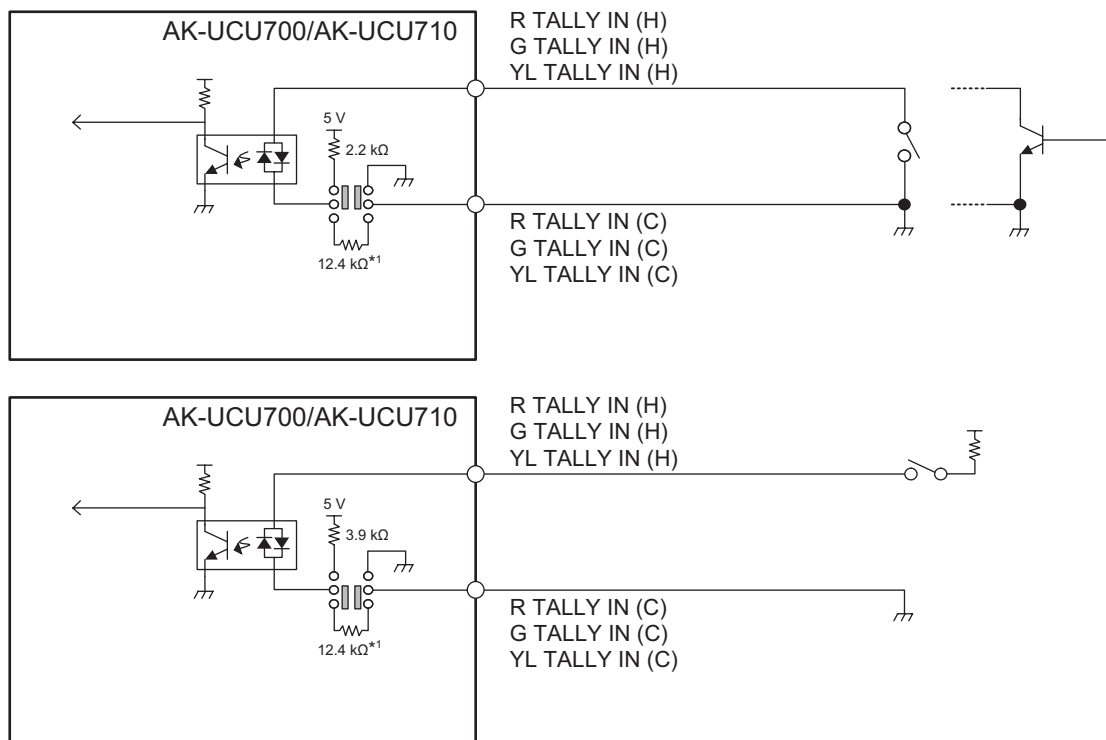 AK-UCU700/AK-UCU710
R TALLY IN (H)
G TALLY IN (H)
YL TALLY IN (H)
5 V
2.2 kΩ
12.4 kΩ*1
R TALLY IN (C)
G TALLY IN (C)
YL TALLY IN (C)
AK-UCU700/AK-UCU710
R TALLY IN (H)
G TALLY IN (H)
YL TALLY IN (H)
5 V
3.9 kΩ
12.4 kΩ*1
R TALLY IN (C)
G TALLY IN (C)
YL TALLY IN (C)